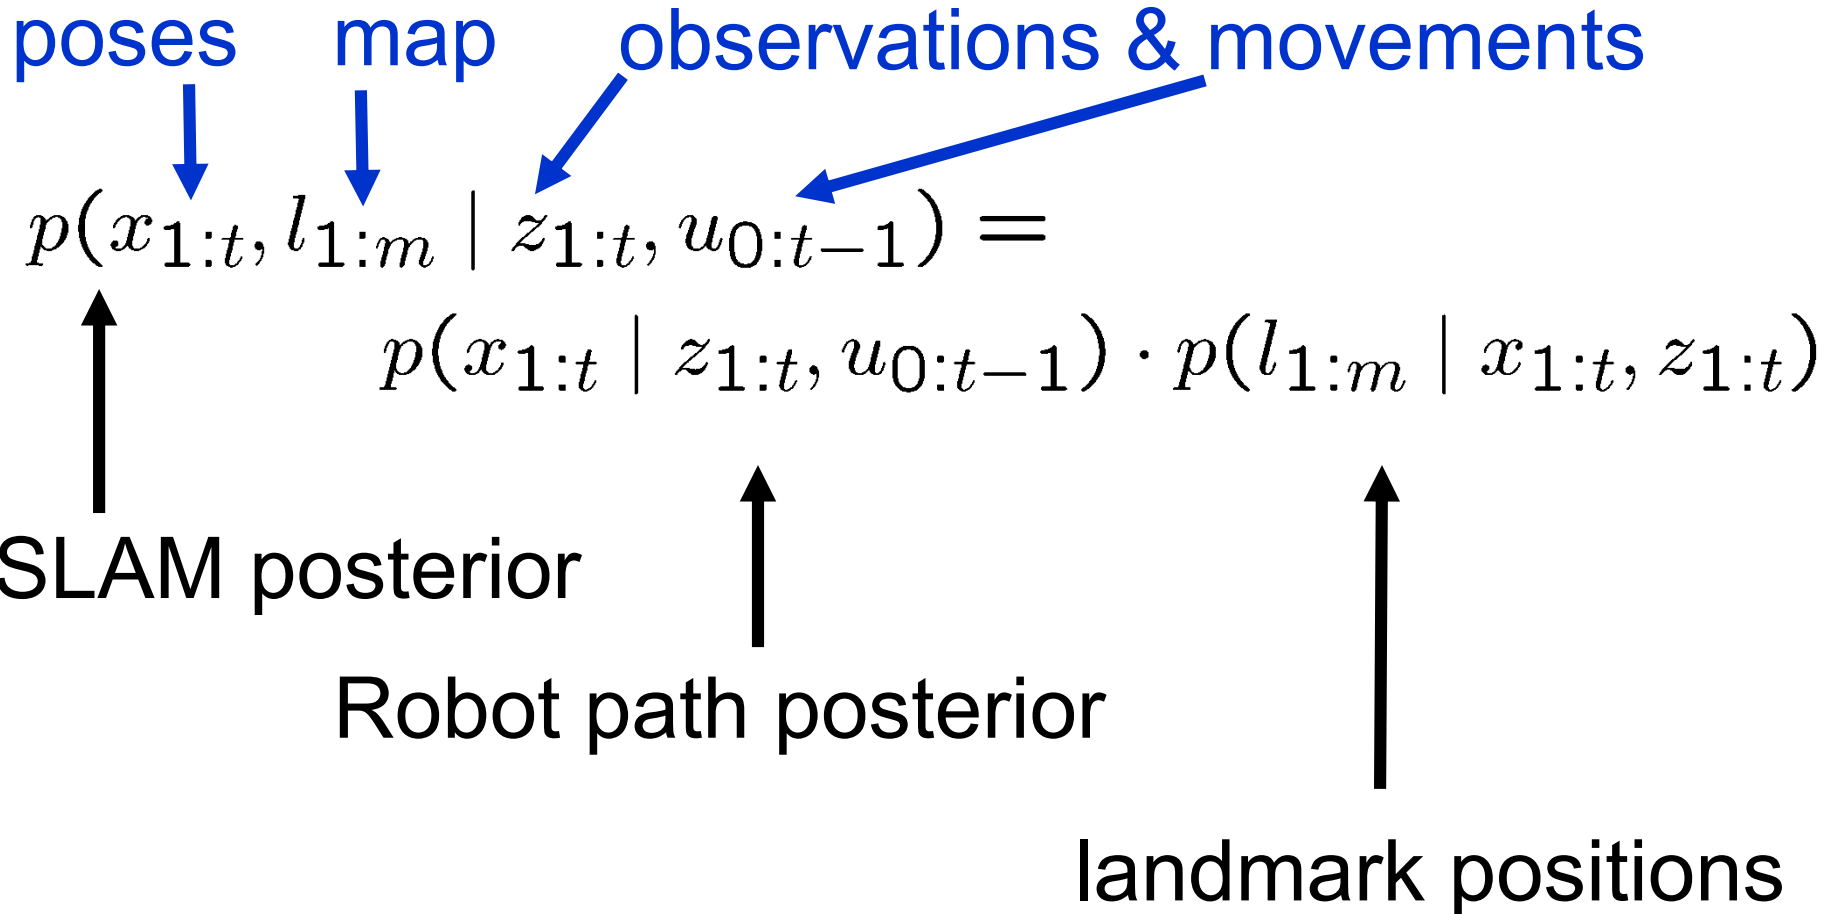 poses map observations & movements
p(x_{1:t}, l_{1:m} | z_{1:t}, u_{0:t−1}) =
p(x_{1:t} | z_{1:t}, u_{0:t−1}) · p(l_{1:m} | x_{1:t}, z_{1:t})
SLAM posterior
Robot path posterior
landmark positions